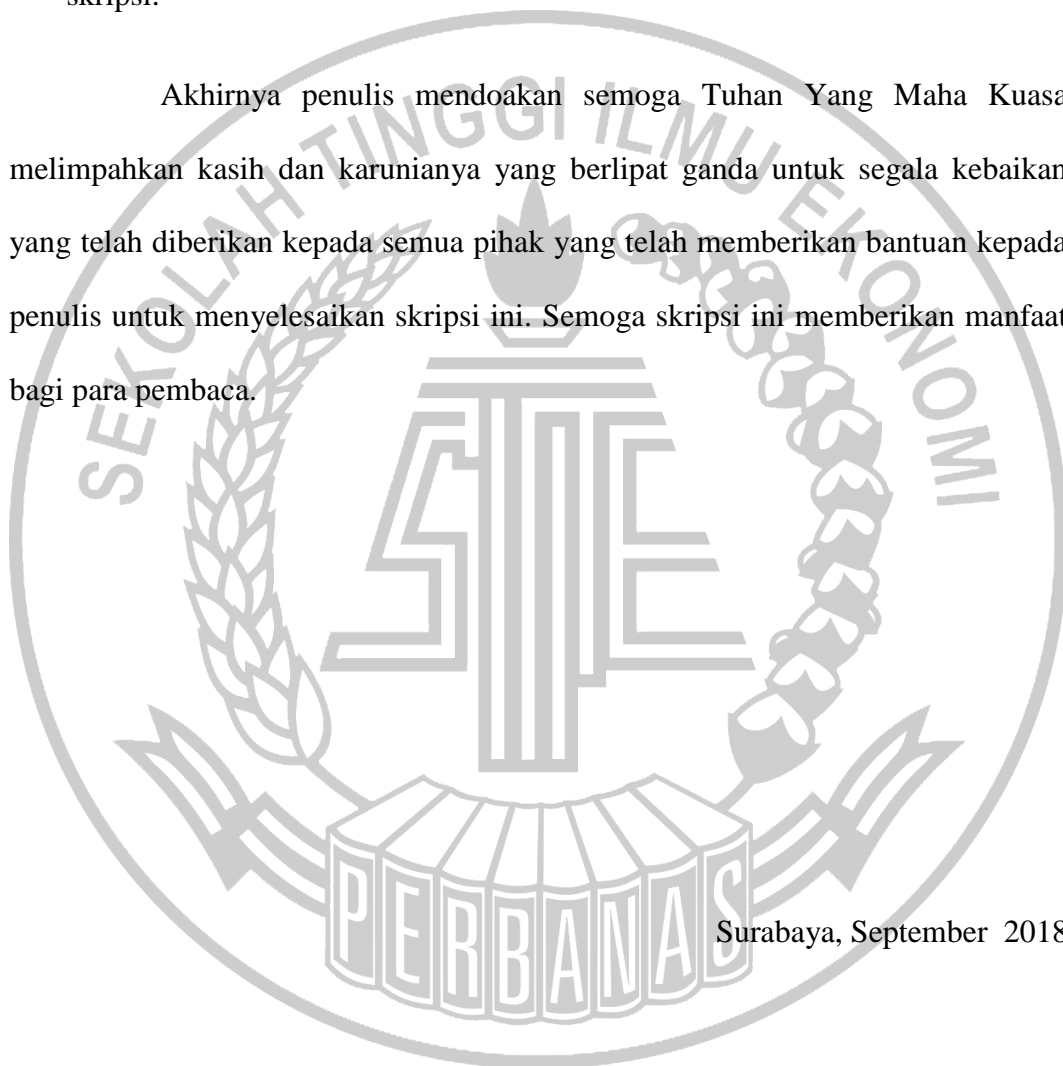 skripsi.
Akhirnya penulis mendoakan semoga Tuhan Yang Maha Kuasa
melimpahkan kasih dan karunianya yang berlipat ganda untuk segala kebaikan
yang telah diberikan kepada semua pihak yang telah memberikan bantuan kepada
penulis untuk menyelesaikan skripsi ini. Semoga skripsi ini memberikan manfaat
bagi para pembaca.
SEKOLAH TINGGI ILMU EKONOMI
PERBANAS
Surabaya, September 2018